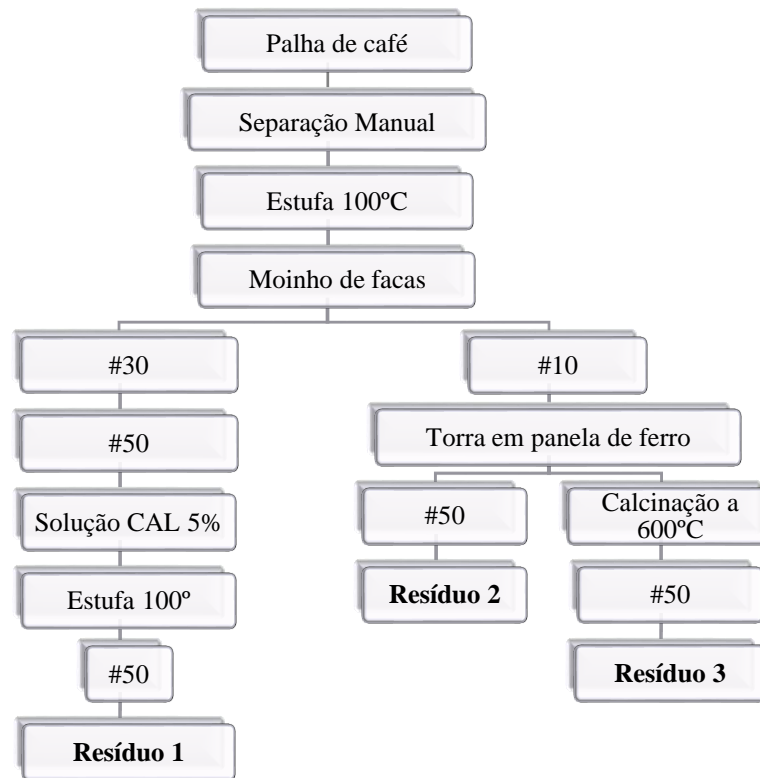 Palha de café
Separação Manual
Estufa 100ºC
Moinho de facas
#30
#50
Solução CAL 5%
Estufa 100º
#50
Resíduo 1
#10
Torra em panela de ferro
#50
Resíduo 2
Calcinação a
600ºC
#50
Resíduo 3